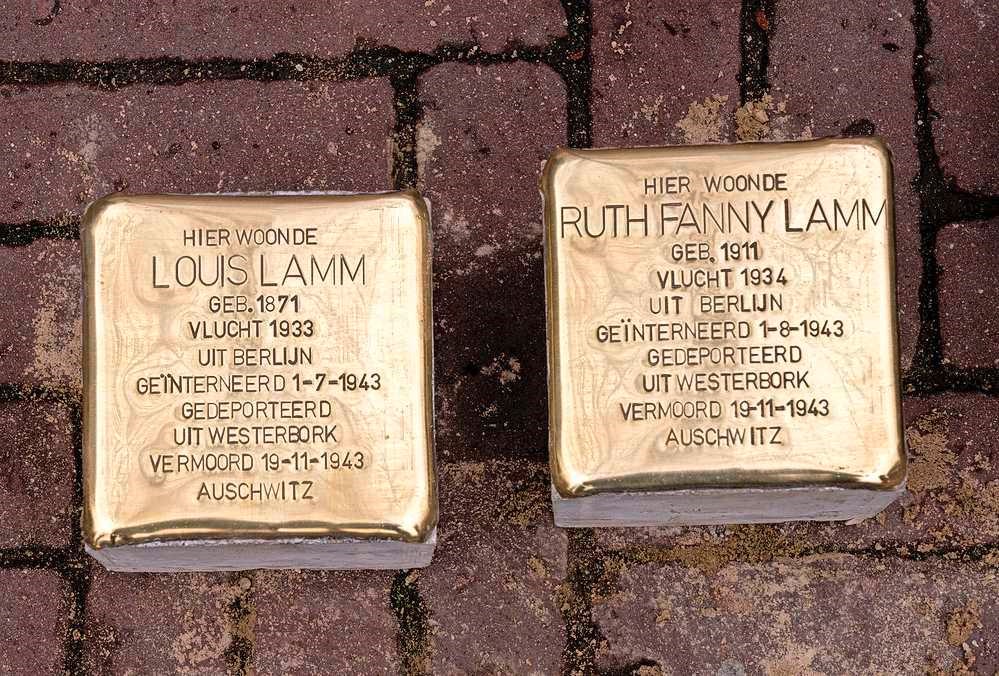 HIER WOONDE
LOUIS LAMM
GEB. 1871
VLUCHT 1933
UIT BERLIJN
GEÏNTERNEERD 1-7-1943
GEDEPORTEERD
UIT WESTERBORK
VERMOORD 19-11-1943
AUSCHWITZ
HIER WOONDE
RUTH FANNY LAMM
GEB. 1911
VLUCHT 1934
UIT BERLIJN
GEÏNTERNEERD 1-8-1943
GEDEPORTEERD
UIT WESTERBORK
VERMOORD 19-11-1943
AUSCHWITZ